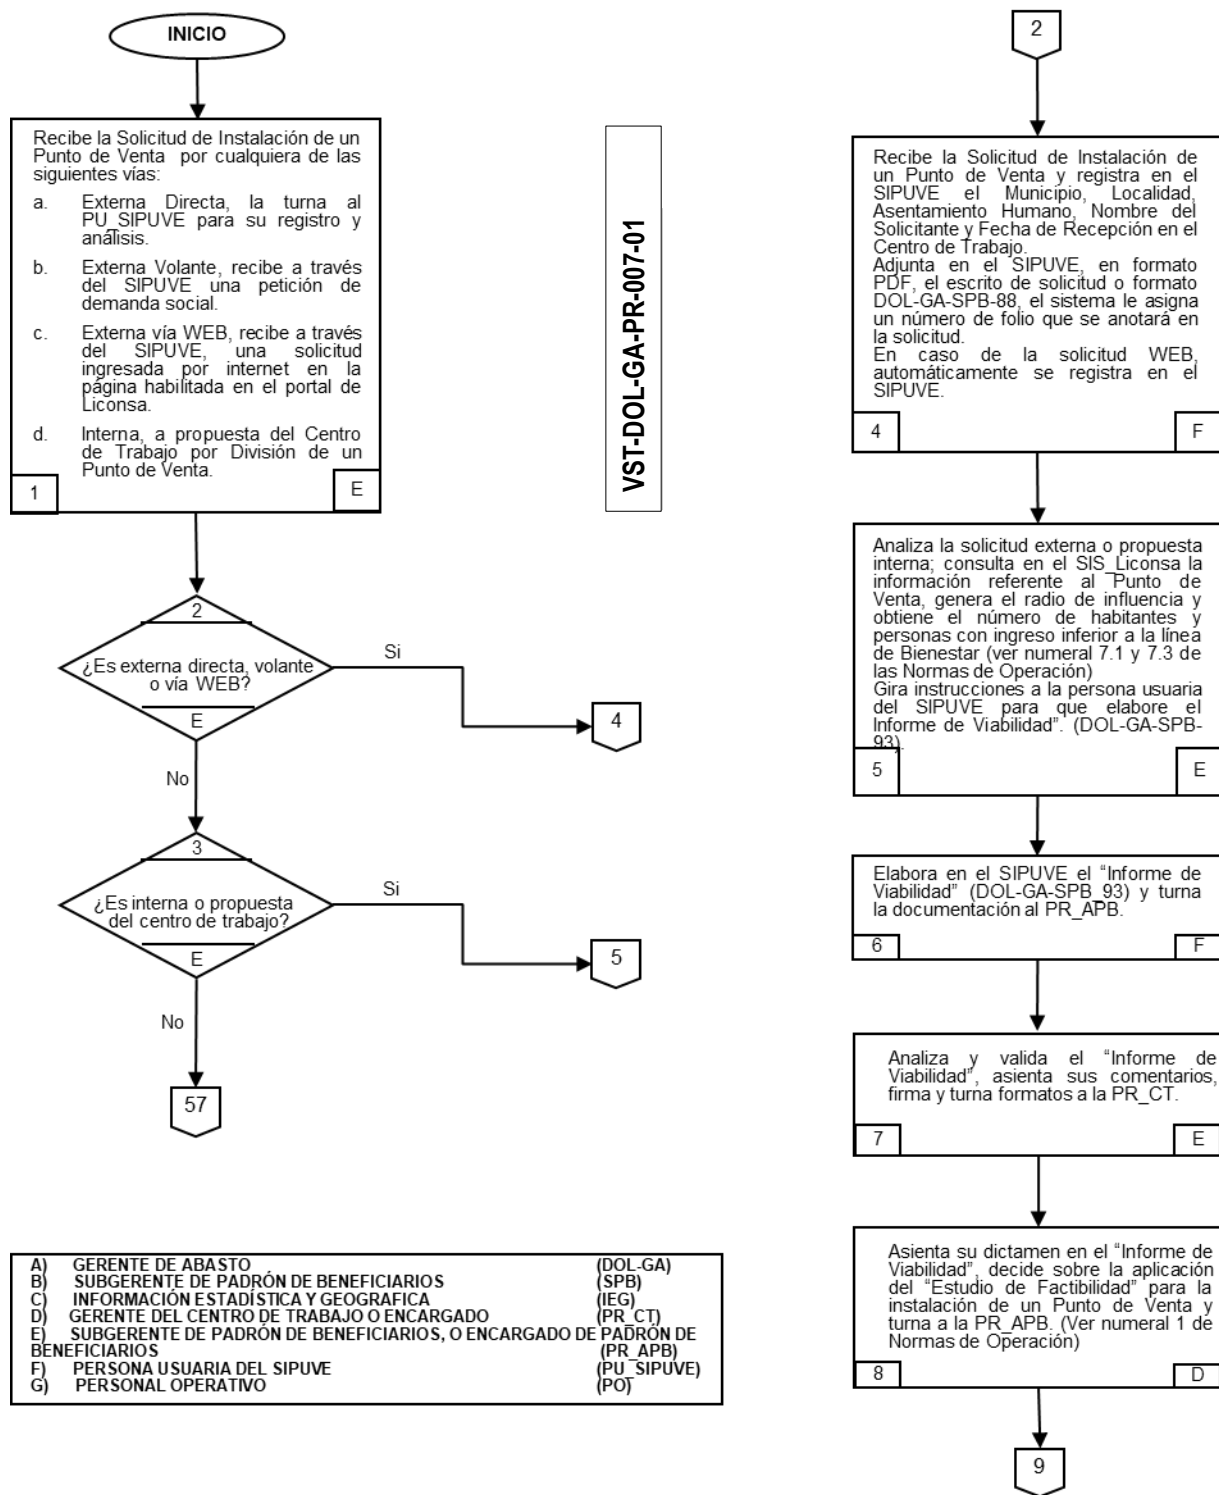 INICIO
Recibe la Solicitud de Instalación de un
Punto de Venta por cualquiera de las
siguientes vías:
a. Externa Directa, la turna al
PU_SIPUVE para su registro y
análisis.
b. Externa Volante, recibe a través
del SIPUVE una petición de
demanda social.
c. Externa vía WEB, recibe a través
del SIPUVE, una solicitud
ingresada por internet en la
página habilitada en el portal de
Liconsa.
d. Interna, a propuesta del Centro
de Trabajo por División de un
Punto de Venta.
1
E
2
¿Es externa directa, volante
o vía WEB?
E
Si
4
No
3
¿Es interna o propuesta
del centro de trabajo?
E
Si
5
No
57
VST-DOL-GA-PR-007-01
2
Recibe la Solicitud de Instalación de
un Punto de Venta y registra en el
SIPUVE el Municipio, Localidad,
Asentamiento Humano, Nombre del
Solicitante y Fecha de Recepción en el
Centro de Trabajo.
Adjunta en el SIPUVE, en formato
PDF, el escrito de solicitud o formato
DOL-GA-SPB-88, el sistema le asigna
un número de folio que se anotará en
la solicitud.
En caso de la solicitud WEB,
automáticamente se registra en el
SIPUVE.
4
F
Analiza la solicitud externa o propuesta
interna; consulta en el SIS_Liconsa la
información referente al Punto de
Venta, genera el radio de influencia y
obtiene el número de habitantes y
personas con ingreso inferior a la línea
de Bienestar (ver numeral 7.1 y 7.3 de
las Normas de Operación)
Gira instrucciones a la persona usuaria
del SIPUVE para que elabore el
Informe de Viabilidad”. (DOL-GA-SPB-
93).
5
E
Elabora en el SIPUVE el “Informe de
Viabilidad” (DOL-GA-SPB_93) y turna
la documentación al PR_APB.
6
F
Analiza y valida el “Informe de
Viabilidad”, asienta sus comentarios,
firma y turna formatos a la PR_CT.
7
E
Asienta su dictamen en el “Informe de
Viabilidad”, decide sobre la aplicación
del “Estudio de Factibilidad” para la
instalación de un Punto de Venta y
turna a la PR_APB. (Ver numeral 1 de
Normas de Operación)
8
D
9
A) GERENTE DE ABASTO (DOL-GA)
B) SUBGERENTE DE PADRÓN DE BENEFICIARIOS (SPB)
C) INFORMACIÓN ESTADÍSTICA Y GEOGRAFICA (IEG)
D) GERENTE DEL CENTRO DE TRABAJO O ENCARGADO (PR_CT)
E) SUBGERENTE DE PADRÓN DE BENEFICIARIOS, O ENCARGADO DE PADRÓN DE
BENEFICIARIOS (PR_APB)
F) PERSONA USUARIA DEL SIPUVE (PU_SIPUVE)
G) PERSONAL OPERATIVO (PO)